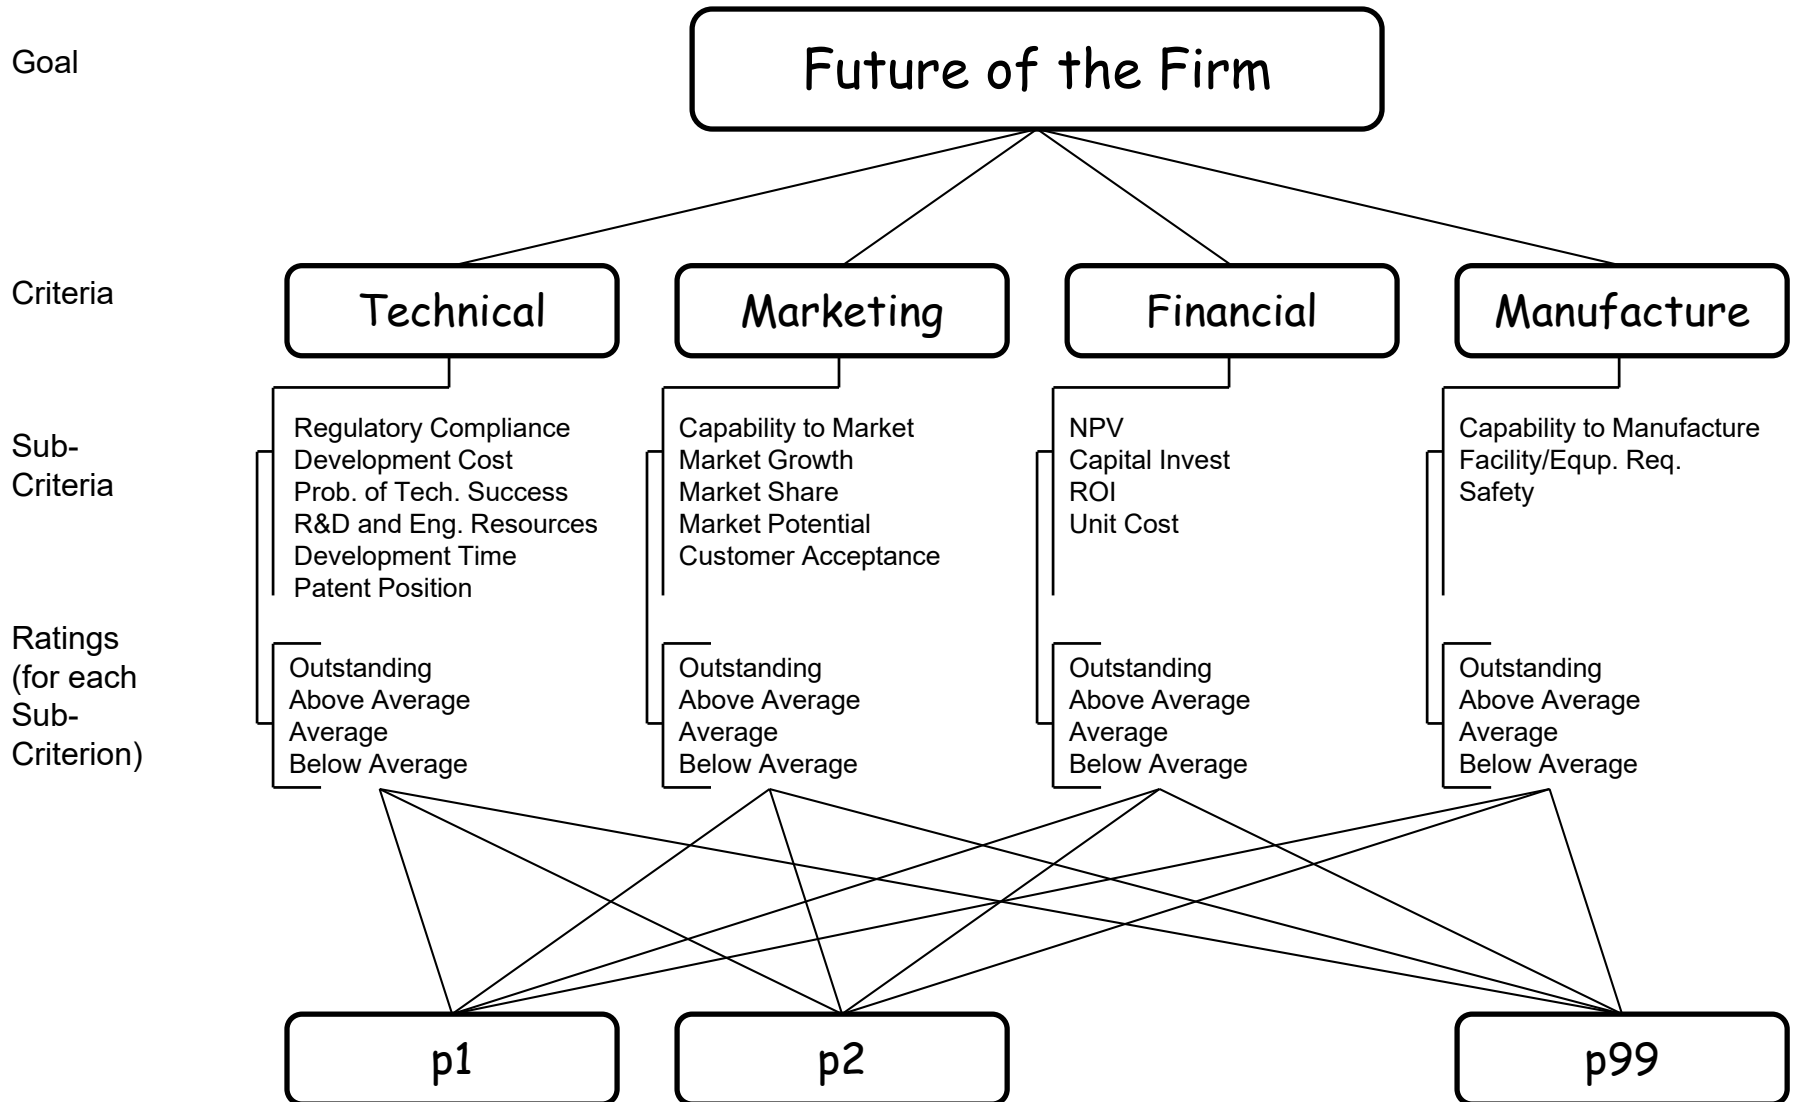 Goal
Future of the Firm
Criteria
Technical
Marketing
Financial
Manufacture
Sub-
Criteria
Regulatory Compliance
Development Cost
Prob. of Tech. Success
R&D and Eng. Resources
Development Time
Patent Position
Capability to Market
Market Growth
Market Share
Market Potential
Customer Acceptance
NPV
Capital Invest
ROI
Unit Cost
Capability to Manufacture
Facility/Equp. Req.
Safety
Ratings
(for each
Sub-
Criterion)
Outstanding
Above Average
Average
Below Average
Outstanding
Above Average
Average
Below Average
Outstanding
Above Average
Average
Below Average
Outstanding
Above Average
Average
Below Average
p1
p2
p99